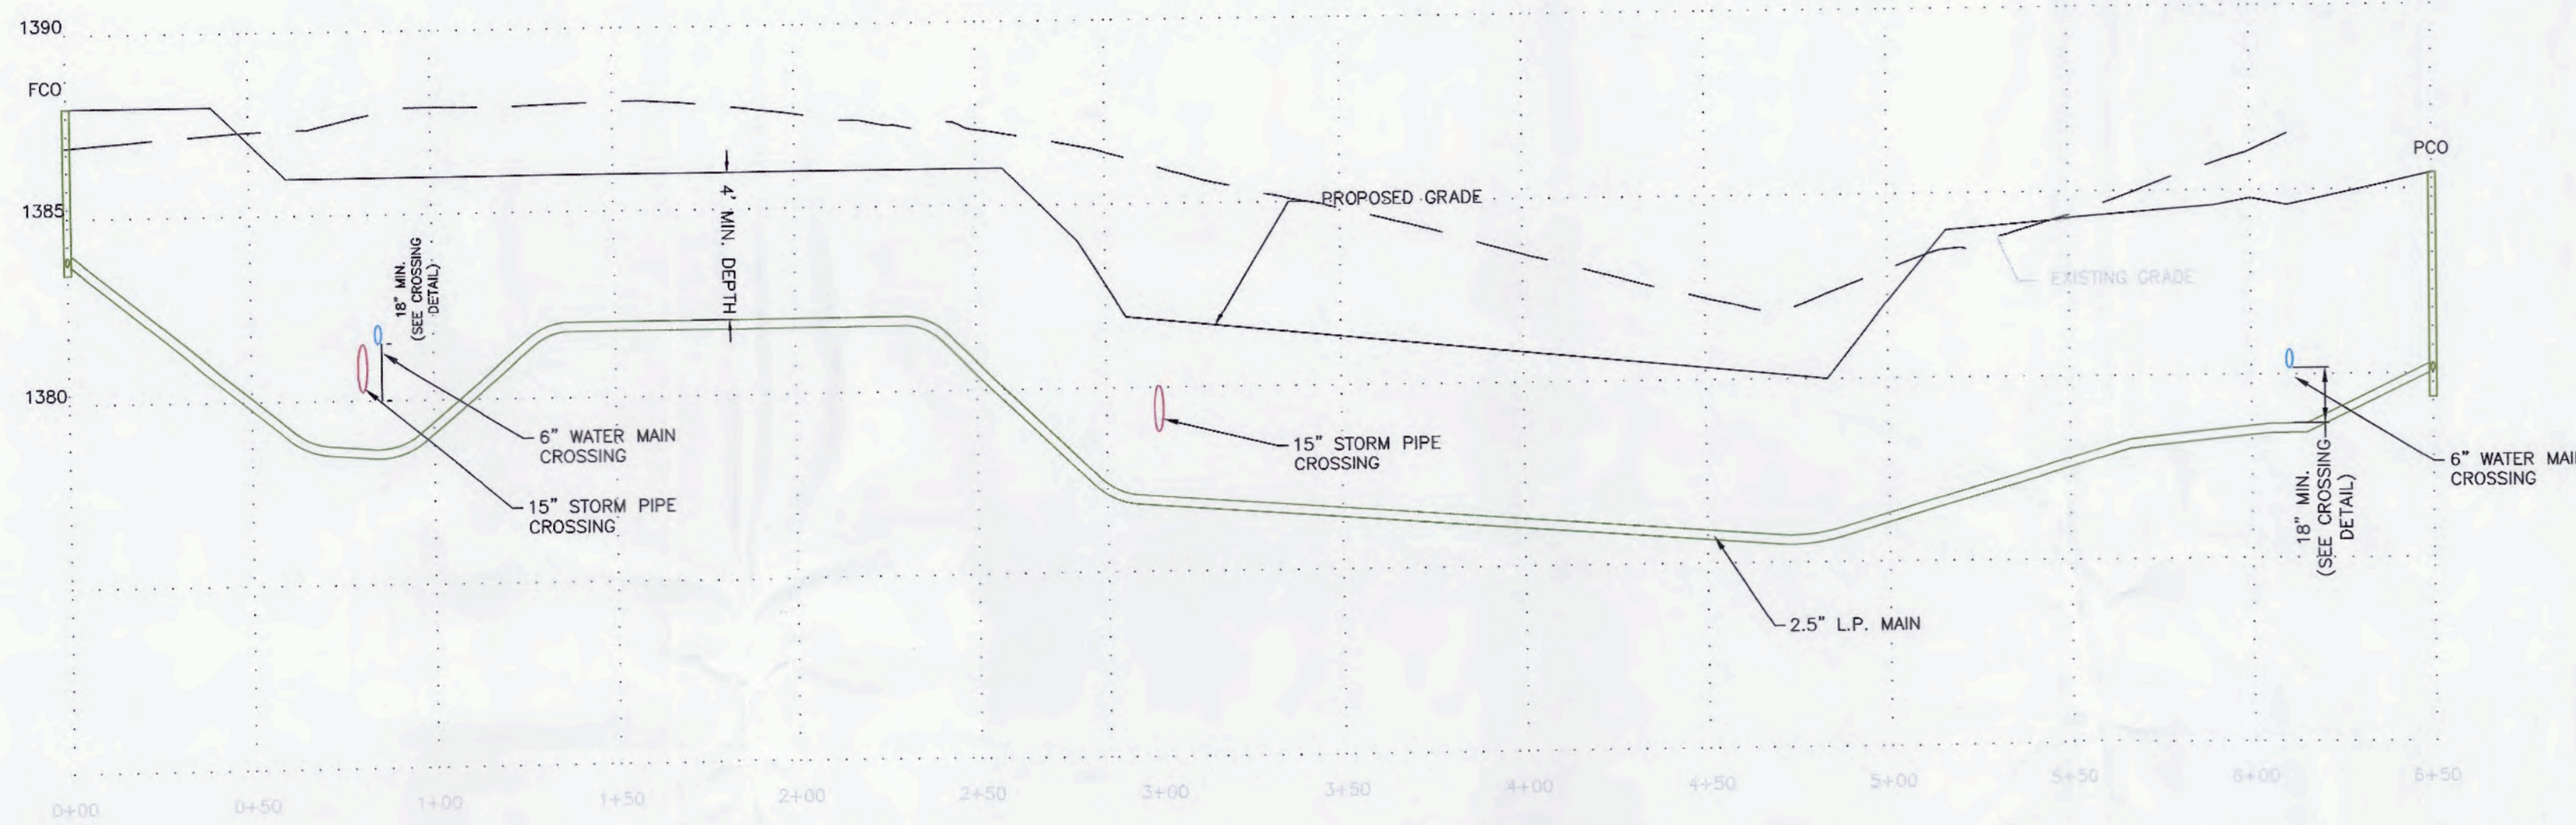 1390
FCO
1385
1380
18" MIN.
(SEE CROSSING
DETAIL)
4' MIN. DEPTH
6" WATER MAIN
CROSSING
15" STORM PIPE
CROSSING
PROPOSED GRADE
15" STORM PIPE
CROSSING
EXISTING GRADE
2.5" L.P. MAIN
PCO
18" MIN.
(SEE CROSSING
DETAIL)
6" WATER MAI
CROSSING
0+00 0+50 1+00 1+50 2+00 2+50 3+00 3+50 4+00 4+50 5+00 5+50 6+00 6+50